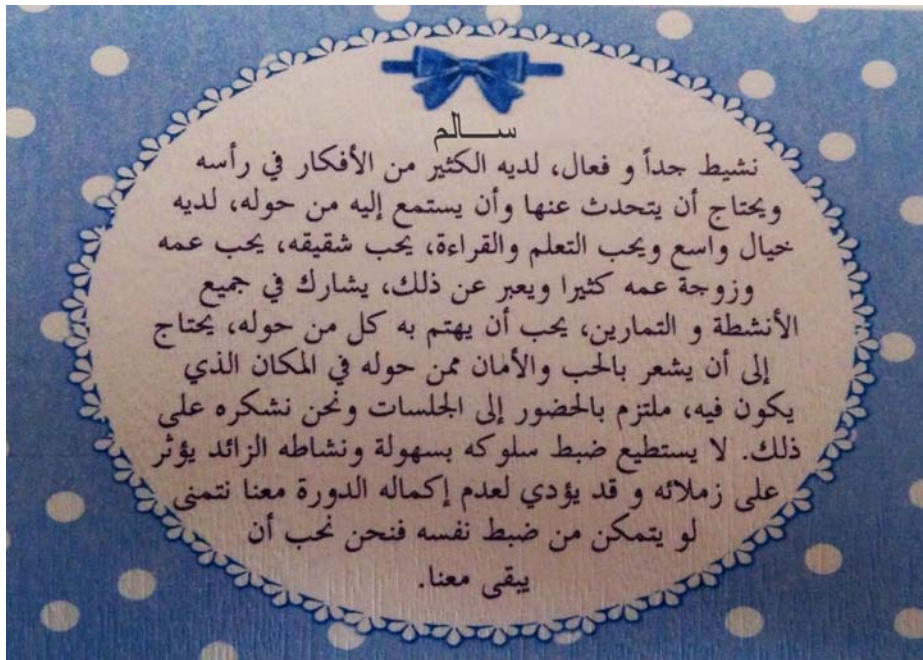 ســالم
نشيط جداً و فعال، لديه الكثير من الأفكار في رأسه
ويحتاج أن يتحدث عنها وأن يستمع إليه من حوله، لديه
خيال واسع ويحب التعلم والقراءة، يحب شقيقه، يحب عمه
وزوجة عمه كثيرا ويعبر عن ذلك، يشارك في جميع
الأنشطة و التمارين، يحب أن يهتم به كل من حوله، يحتاج
إلى أن يشعر بالحب والأمان ممن حوله في المكان الذي
يكون فيه، ملتزم بالحضور إلى الجلسات ونحن نشكره على
ذلك. لا يستطيع ضبط سلوكه بسهولة ونشاطه الزائد يؤثر
على زملائه و قد يؤدي لعدم إكماله الدورة معنا نتمنى
لو يتمكن من ضبط نفسه فنحن نحب أن
يبقى معنا.